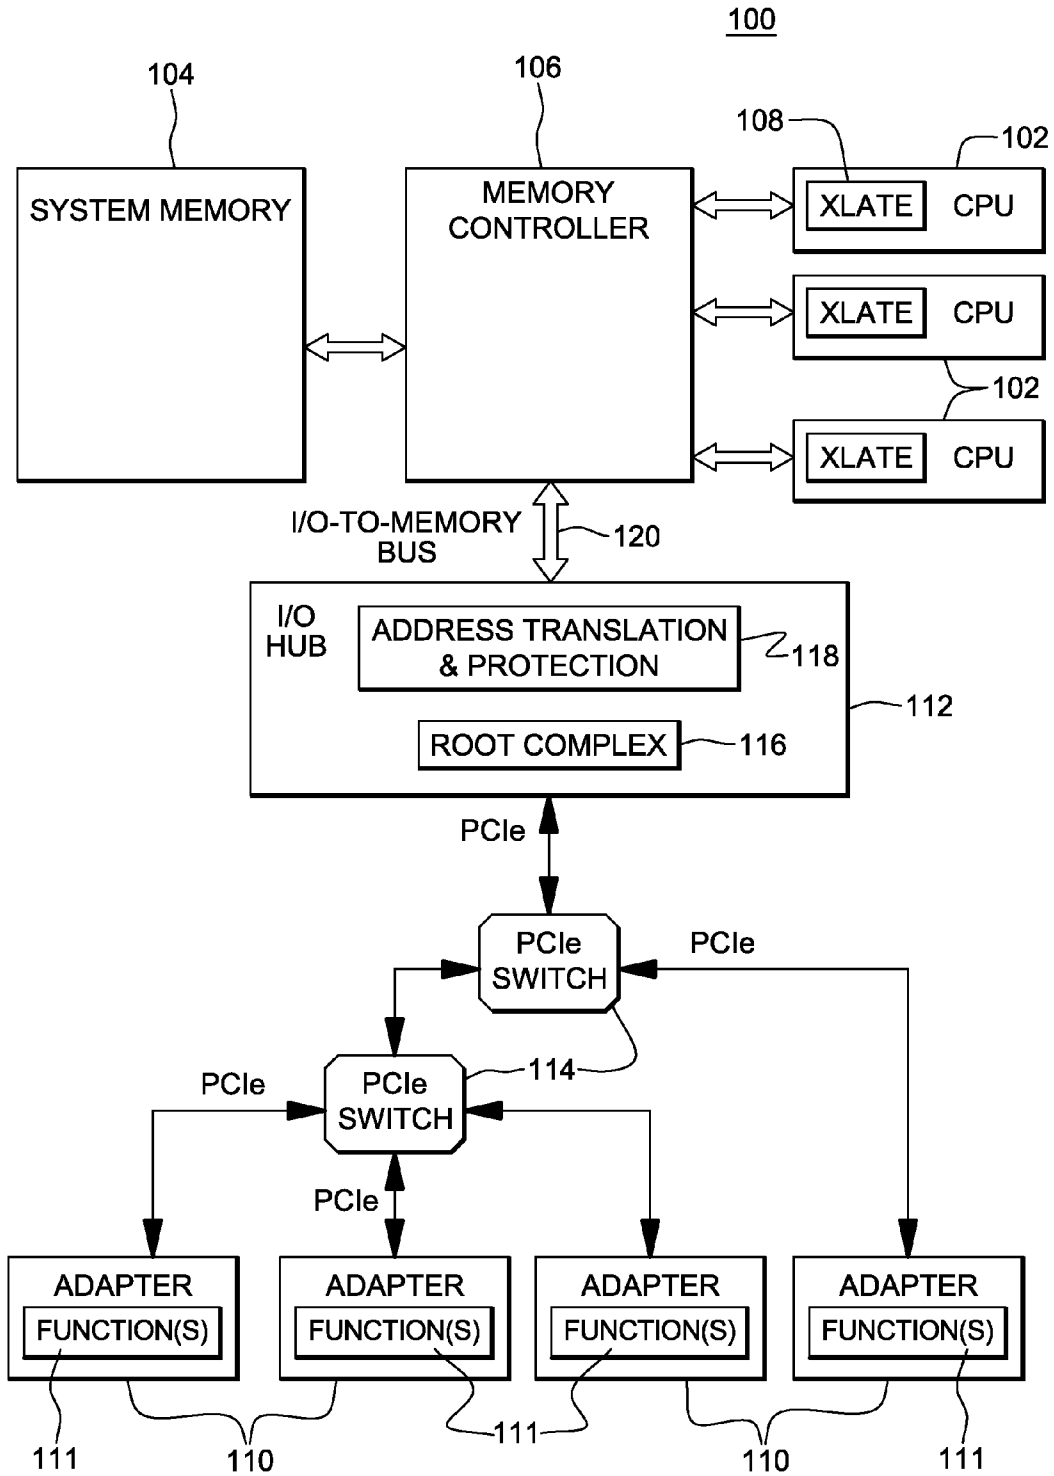 100
104
106
108
102
SYSTEM MEMORY
MEMORY
CONTROLLER
XLATE
CPU
XLATE
CPU
102
XLATE
CPU
I/O-TO-MEMORY
BUS
120
I/O
HUB
ADDRESS TRANSLATION
& PROTECTION
118
112
ROOT COMPLEX
116
PCIe
PCIe
SWITCH
PCIe
114
PCIe
PCIe
SWITCH
PCIe
ADAPTER
FUNCTION(S)
ADAPTER
FUNCTION(S)
ADAPTER
FUNCTION(S)
ADAPTER
FUNCTION(S)
111
110
111
110
111